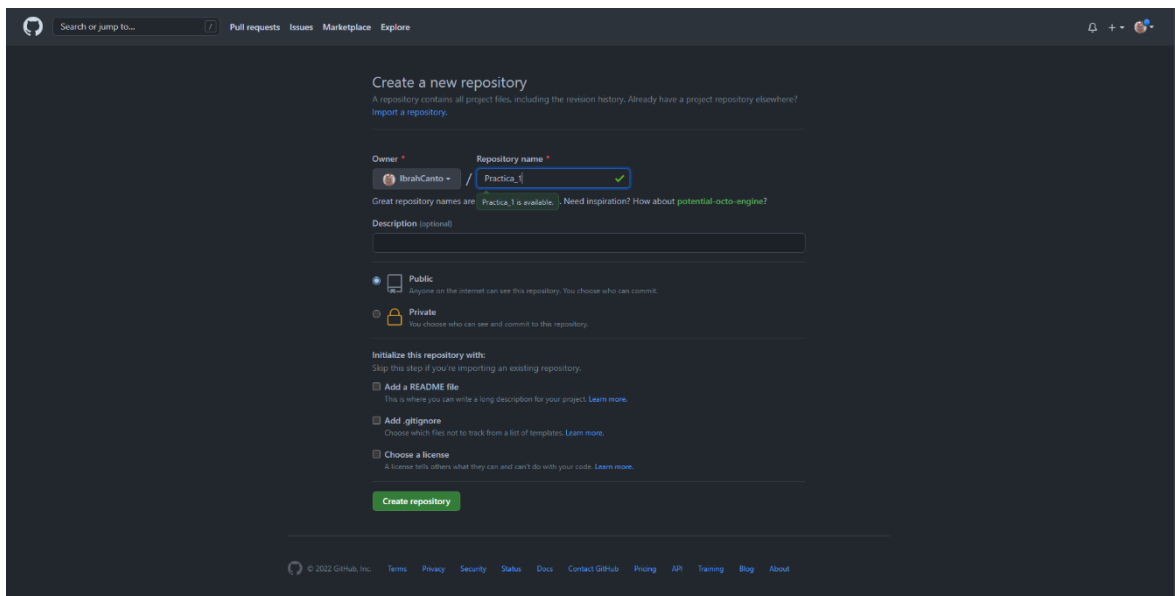 Search or jump to... / Pull requests Issues Marketplace Explore
Create a new repository
A repository contains all project files, including the revision history. Already have a project repository elsewhere?
Import a repository.
Owner * Repository name *
IbrahCanto / Practica_1
Great repository names are Practica_1 is available. . Need inspiration? How about potential-octo-engine?
Description (optional)
Public
Anyone on the internet can see this repository. You choose who can commit.
Private
You choose who can see and commit to this repository.
Initialize this repository with:
Skip this step if you're importing an existing repository.
Add a README file
This is where you can write a long description for your project. Learn more.
Add .gitignore
Choose which files not to track from a list of templates. Learn more.
Choose a license
A license tells others what they can and can't do with your code. Learn more.
Create repository
© 2022 GitHub, Inc. Terms Privacy Security Status Docs Contact GitHub Pricing API Training Blog About